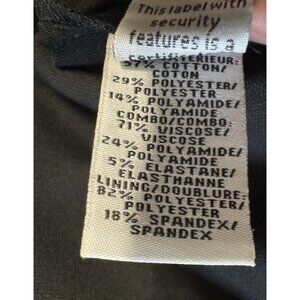 This label with
security
features is a
COTTON/
COTON
29% POLYESTER/
POLYESTER
14% POLYAMIDE/
POLYAMIDE
COMBO/COMBO:
71% VISCOSE/
VISCOSE
24% POLYAMIDE/
POLYAMIDE
5% ELASTANE/
ELASTHANNE
LINING/DOUBLURE:
82% POLYESTER/
POLYESTER
18% SPANDEX/
SPANDEX